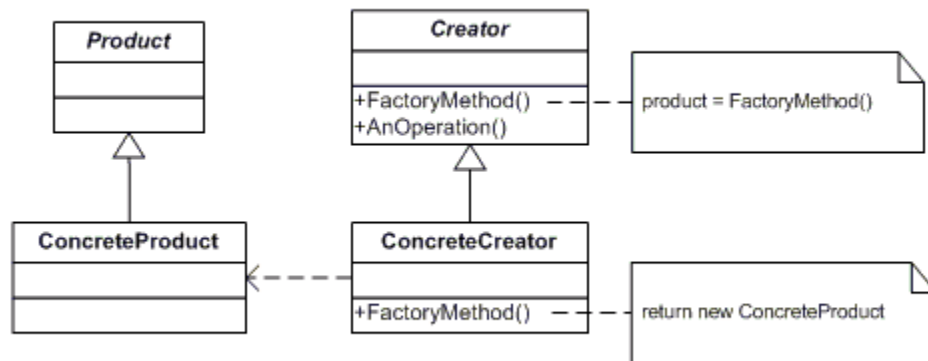 Product
Creator
+FactoryMethod()
+AnOperation()
product = FactoryMethod()
ConcreteProduct
ConcreteCreator
+FactoryMethod()
return new ConcreteProduct